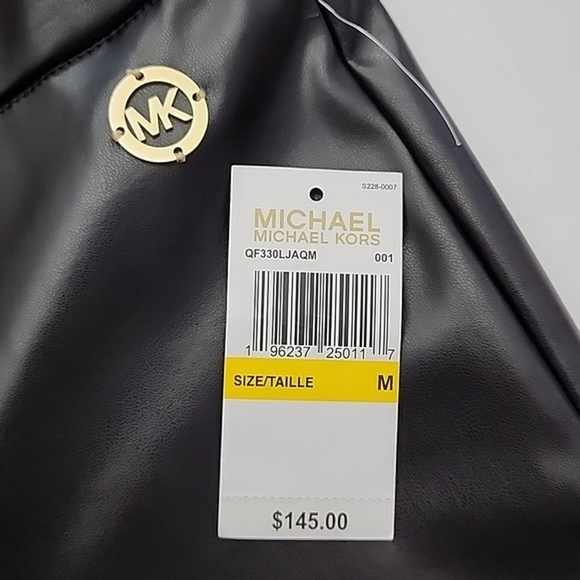 MK
S228-0007
MICHAEL
MICHAEL KORS
QF330LJAQM 001
1 96237 25011 7
SIZE/TAILLE M
$145.00